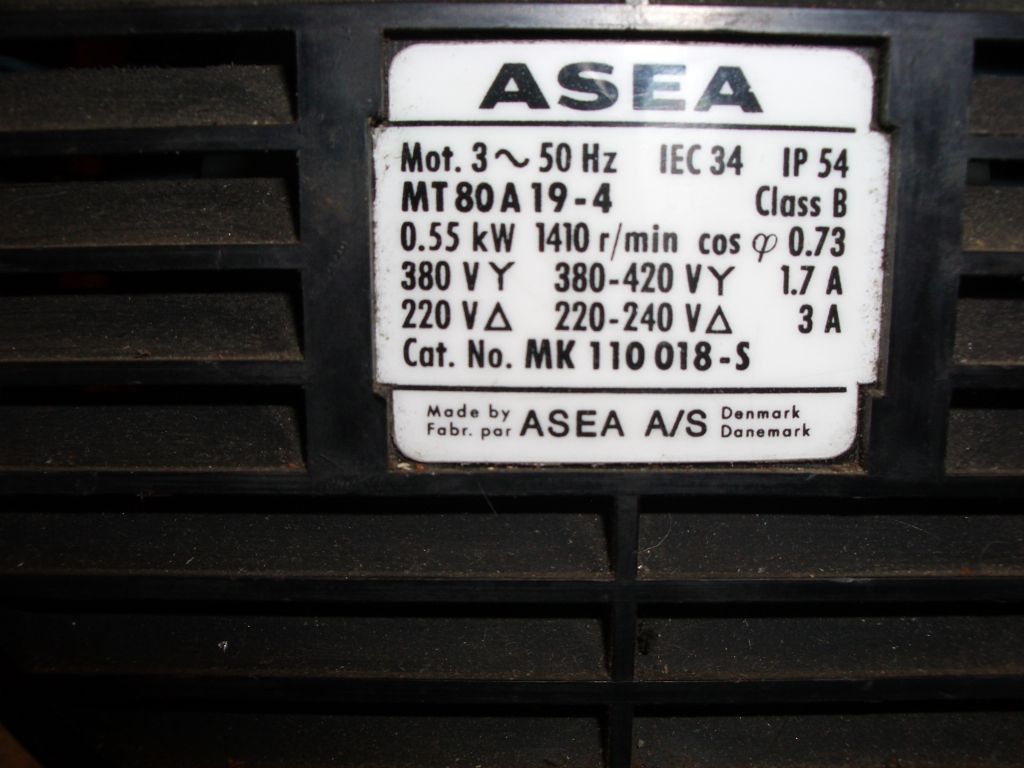 ASEA
Mot. 3~ 50 Hz IEC 34 IP 54
MT 80 A 19-4 Class B
0.55 kW 1410 r/min cos φ 0.73
380 V Y 380-420 V Y 1.7 A
220 V Δ 220-240 V Δ 3 A
Cat. No. MK 110 018-S
Made by ASEA A/S Denmark
Fabr. par Danemark